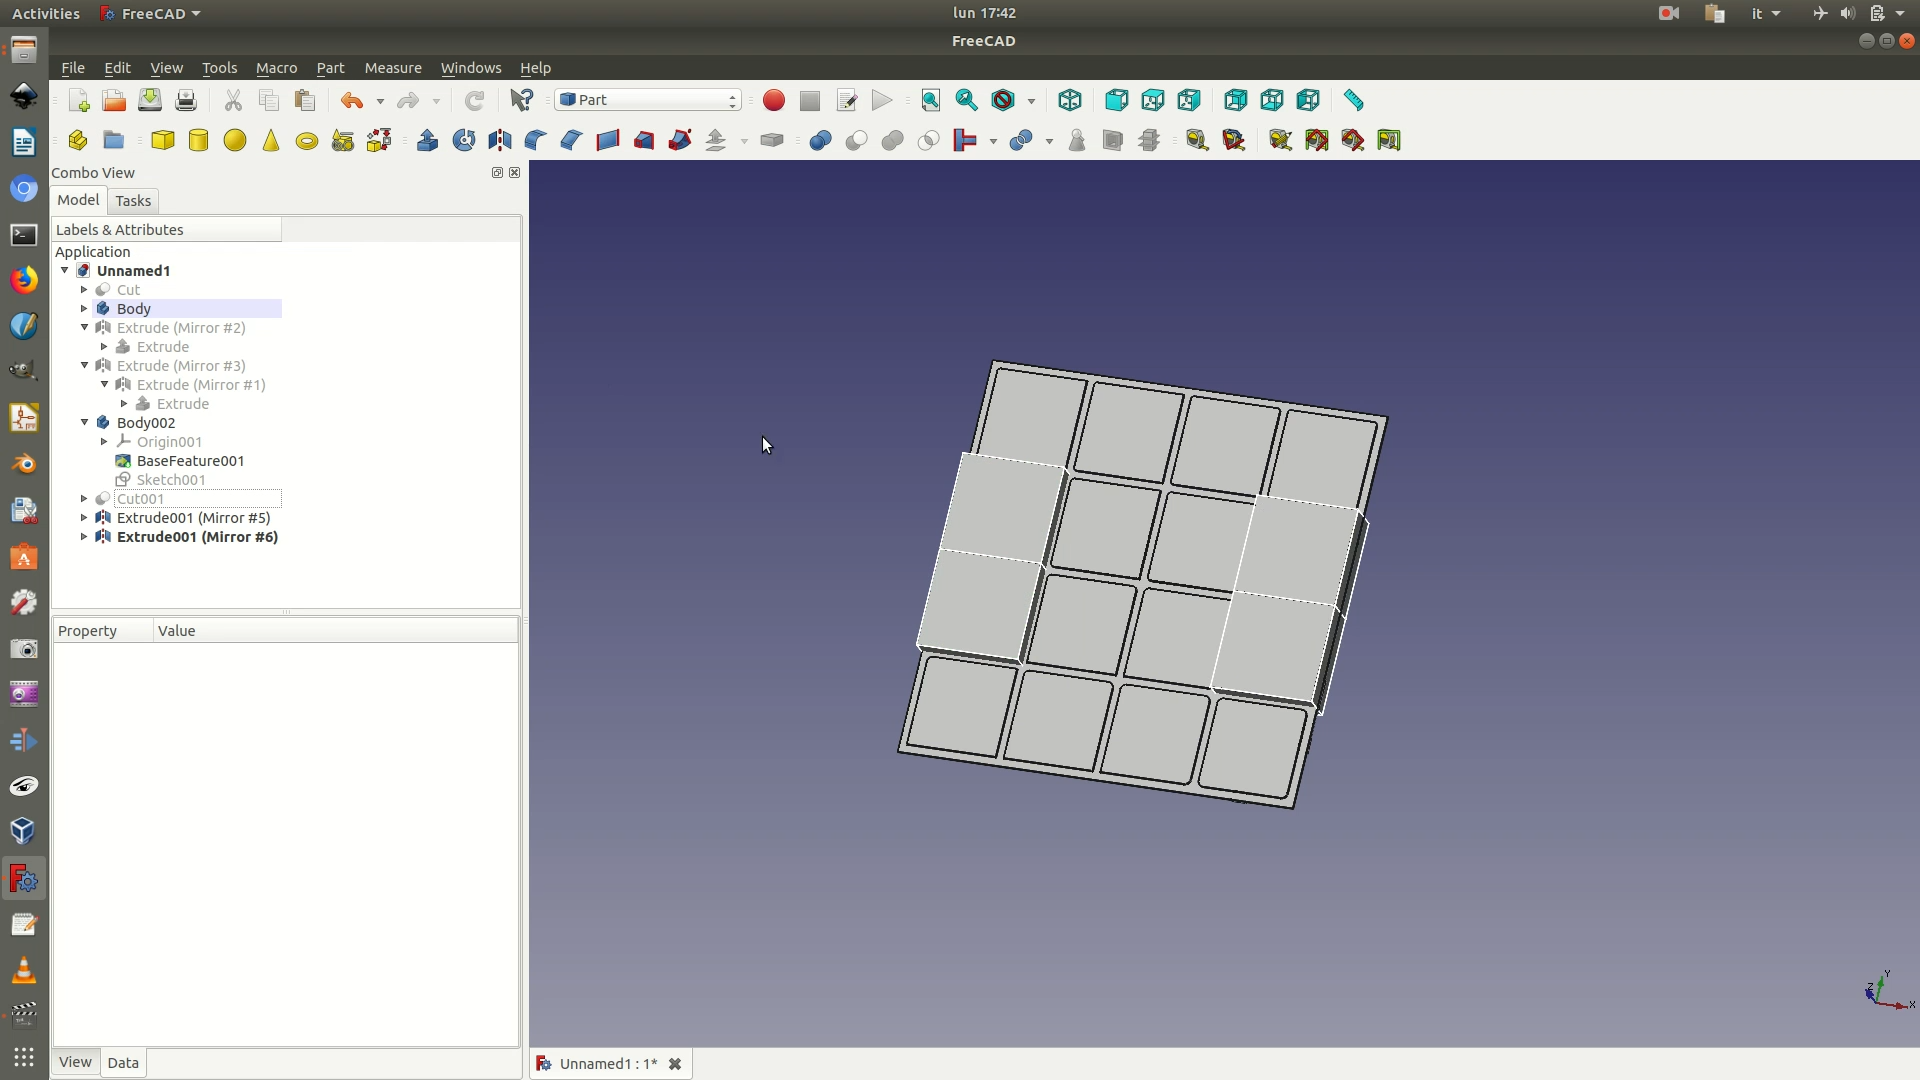 Activities FreeCAD lun 17:42 it
FreeCAD
File Edit View Tools Macro Part Measure Windows Help
Part
Combo View
Model Tasks
Labels & Attributes
Application
Unnamed1
Cut
Body
Extrude (Mirror #2)
Extrude
Extrude (Mirror #3)
Extrude (Mirror #1)
Extrude
Body002
Origin001
BaseFeature001
Sketch001
Cut001
Extrude001 (Mirror #5)
Extrude001 (Mirror #6)
Property Value
Y
Z
X
View Data
Unnamed1 : 1*